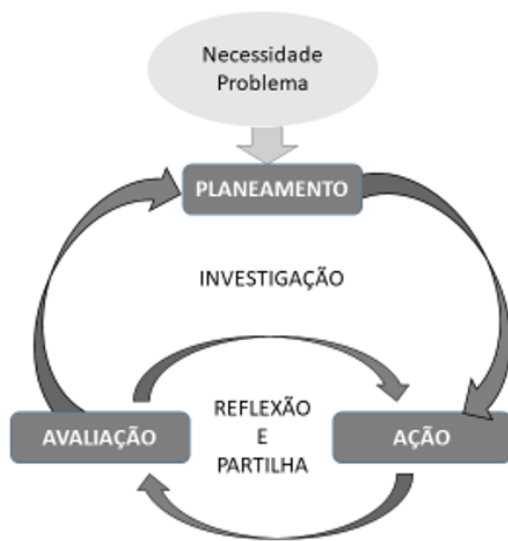 Necessidade
Problema
PLANEAMENTO
INVESTIGAÇÃO
REFLEXÃO
E
PARTILHA
AVALIAÇÃO
AÇÃO